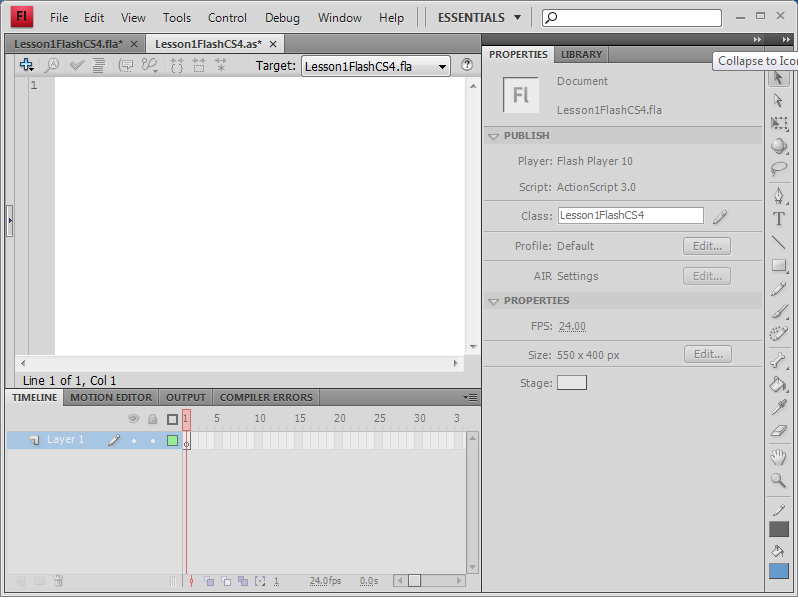 Fl File Edit View Tools Control Debug Window Help ESSENTIALS
Lesson1FlashCS4.fla* × Lesson1FlashCS4.as* ×
PROPERTIES LIBRARY
Collapse to Icon
Target: Lesson1FlashCS4.fla
1
Fl
Document
Lesson1FlashCS4.fla
PUBLISH
Player: Flash Player 10
Script: ActionScript 3.0
Class: Lesson1FlashCS4
Profile: Default Edit...
AIR Settings Edit...
PROPERTIES
FPS: 24.00
Size: 550 x 400 px Edit...
Stage:
Line 1 of 1, Col 1
TIMELINE MOTION EDITOR OUTPUT COMPILER ERRORS
1 5 10 15 20 25 30 3
Layer 1
1 24.0fps 0.0s